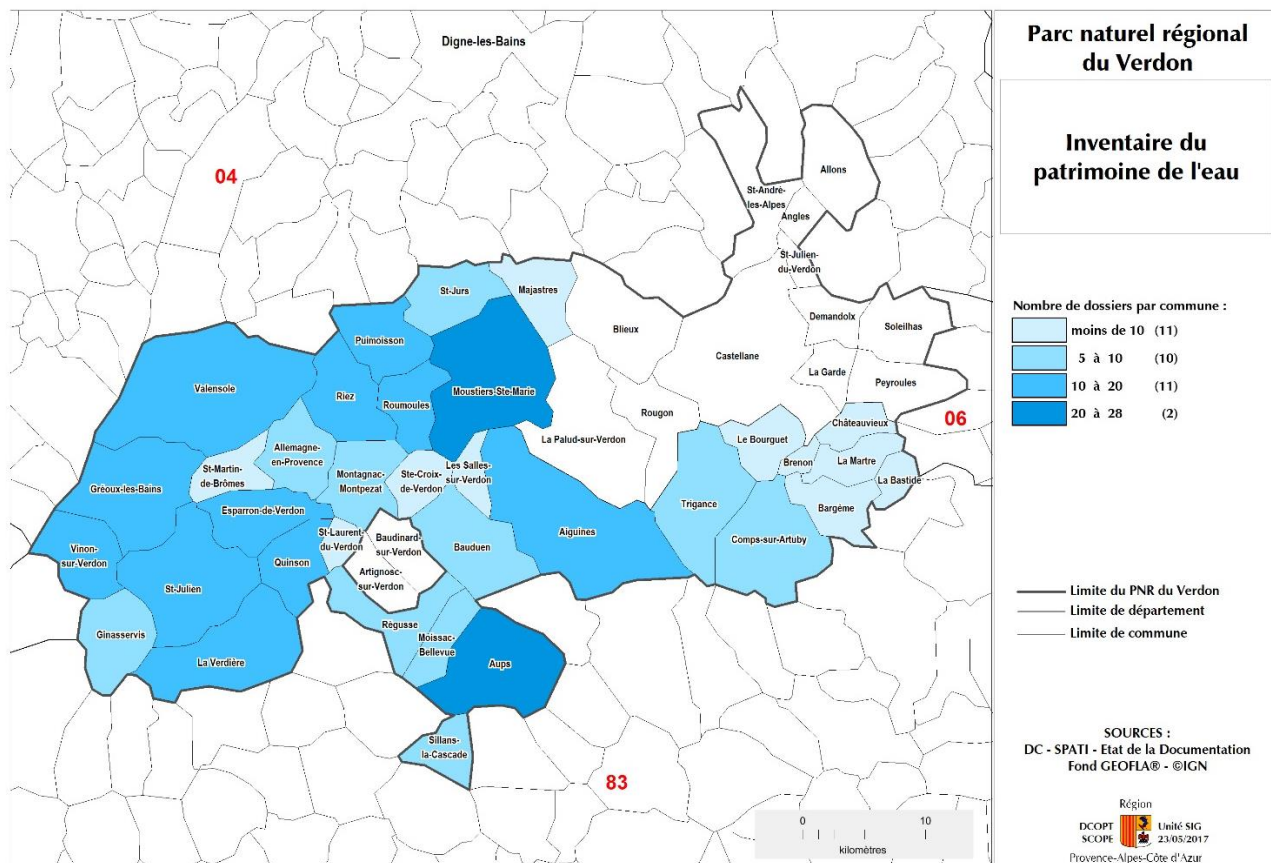 Digne-les-Bains
04
Allons
St-André-
les-Alpes
Angles
St-Julien-
du-Verdon
St-Jurs
Majastres
Blieux
Demandolx
Soleilhas
Puimoisson
Castellane
La Garde
Peyroules
Valensole
Riez
Roumoules
Moustiers-Ste-Marie
Rougon
06
La Palud-sur-Verdon
Le Bourguet
Châteauvieux
Allemagne-
en-Provence
St-Martin-
de-Brômes
Montagnac-
Montpezat
Ste-Croix-
de-Verdon
Les Salles-
sur-Verdon
Brenon
La Martre
La Bastide
Gréoux-les-Bains
Esparron-de-Verdon
Trigance
Bargème
St-Laurent-
du-Verdon
Baudinard-
sur-Verdon
Bauduen
Aiguines
Comps-sur-Artuby
Vinon-
sur-Verdon
Quinson
Artignosc-
sur-Verdon
St-Julien
Ginasservis
Régusse
Moissac-
Bellevue
La Verdière
Aups
Sillans-
la-Cascade
83
0 10
kilomètres
Parc naturel régional
du Verdon
Inventaire du
patrimoine de l'eau
Nombre de dossiers par commune :
moins de 10 (11)
5 à 10 (10)
10 à 20 (11)
20 à 28 (2)
Limite du PNR du Verdon
Limite de département
Limite de commune
SOURCES :
DC - SPATI - Etat de la Documentation
Fond GEOFLA® - ©IGN
Région
DCOPT Unité SIG
SCOPE 23/05/2017
Provence-Alpes-Côte d'Azur